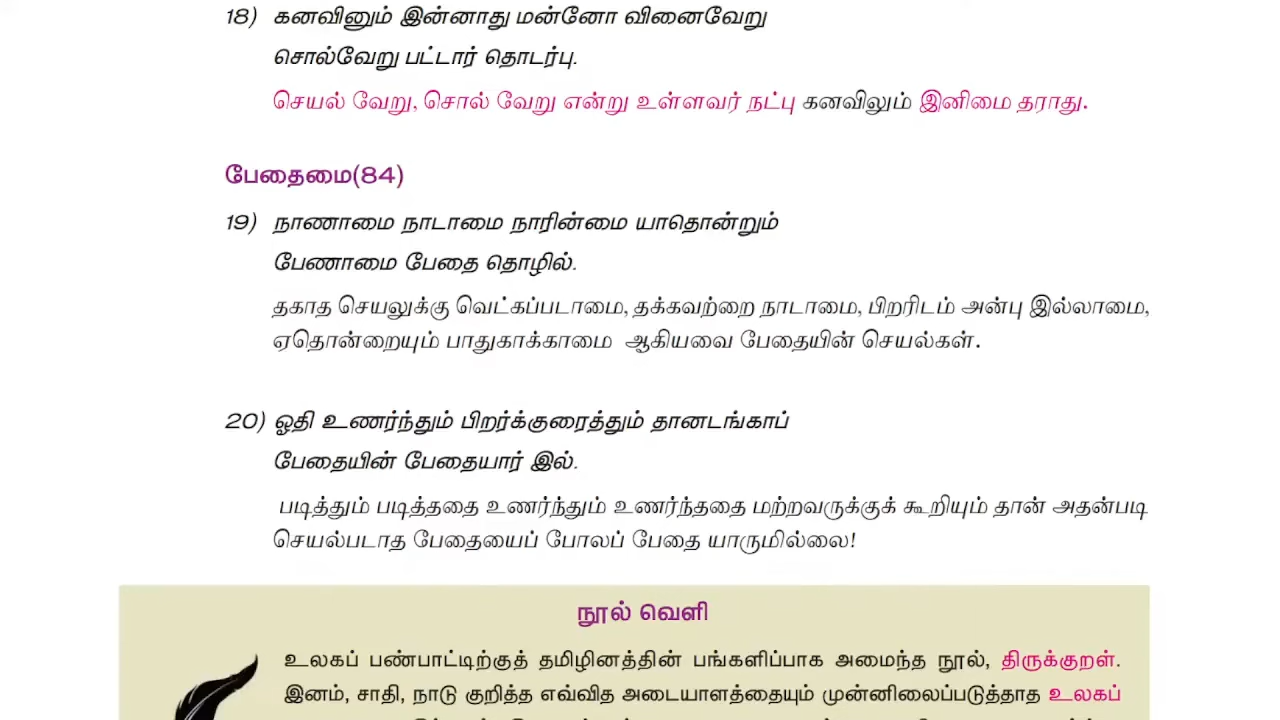 18) கனவினும் இன்னாது மன்னோ வினைவேறு
சொல்வேறு பட்டார் தொடர்பு.
செயல் வேறு, சொல் வேறு என்று உள்ளவர் நட்பு கனவிலும் இனிமை தராது.
பேதைமை(84)
19) நாணாமை நாடாமை நாரின்மை யாதொன்றும்
பேணாமை பேதை தொழில்.
தகாத செயலுக்கு வெட்கப்படாமை, தக்கவற்றை நாடாமை, பிறரிடம் அன்பு இல்லாமை,
ஏதொன்றையும் பாதுகாக்காமை ஆகியவை பேதையின் செயல்கள்.
20) ஓதி உணர்ந்தும் பிறர்க்குரைத்தும் தானடங்காப்
பேதையின் பேதையார் இல்.
படித்தும் படித்ததை உணர்ந்தும் உணர்ந்ததை மற்றவருக்குக் கூறியும் தான் அதன்படி
செயல்படாத பேதையைப் போலப் பேதை யாருமில்லை!
நூல் வெளி
உலகப் பண்பாட்டிற்குத் தமிழினத்தின் பங்களிப்பாக அமைந்த நூல், திருக்குறள்.
இனம், சாதி, நாடு குறித்த எவ்வித அடையாளத்தையும் முன்னிலைப்படுத்தாத உலகப்